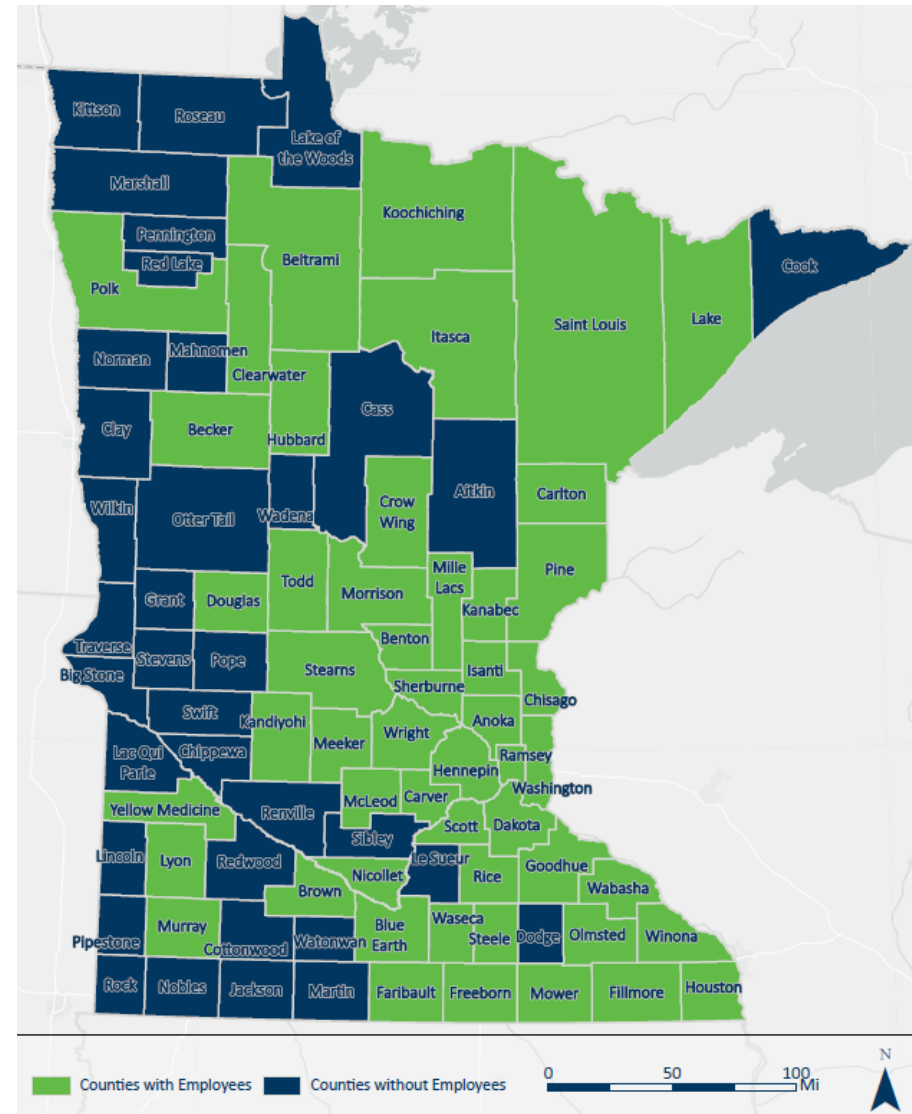 Kittson
Roseau
Lake of
the Woods
Marshall
Koochiching
Pennington
Beltrami
Red Lake
Cook
Polk
Saint Louis
Lake
Itasca
Norman
Mahnomen
Clearwater
Cass
Clay
Becker
Hubbard
Aitkin
Carlton
Crow
Wing
Wilkin
Otter Tail
Wadena
Mille
Lacs
Pine
Todd
Morrison
Grant
Douglas
Kanabec
Benton
Traverse
Stevens
Pope
Stearns
Isanti
Big Stone
Sherburne
Chisago
Swift
Kandiyohi
Anoka
Meeker
Wright
Lac Qui
Parle
Chippewa
Ramsey
Hennepin
Washington
McLeod
Carver
Yellow Medicine
Renville
Scott
Dakota
Sibley
Lincoln
Lyon
Redwood
Le Sueur
Goodhue
Nicollet
Rice
Brown
Wabasha
Murray
Blue
Earth
Waseca
Steele
Dodge
Olmsted
Winona
Pipestone
Cottonwood
Watonwan
Rock
Nobles
Jackson
Martin
Faribault
Freeborn
Mower
Fillmore
Houston
Counties with Employees
Counties without Employees
0 50 100
Mi
N